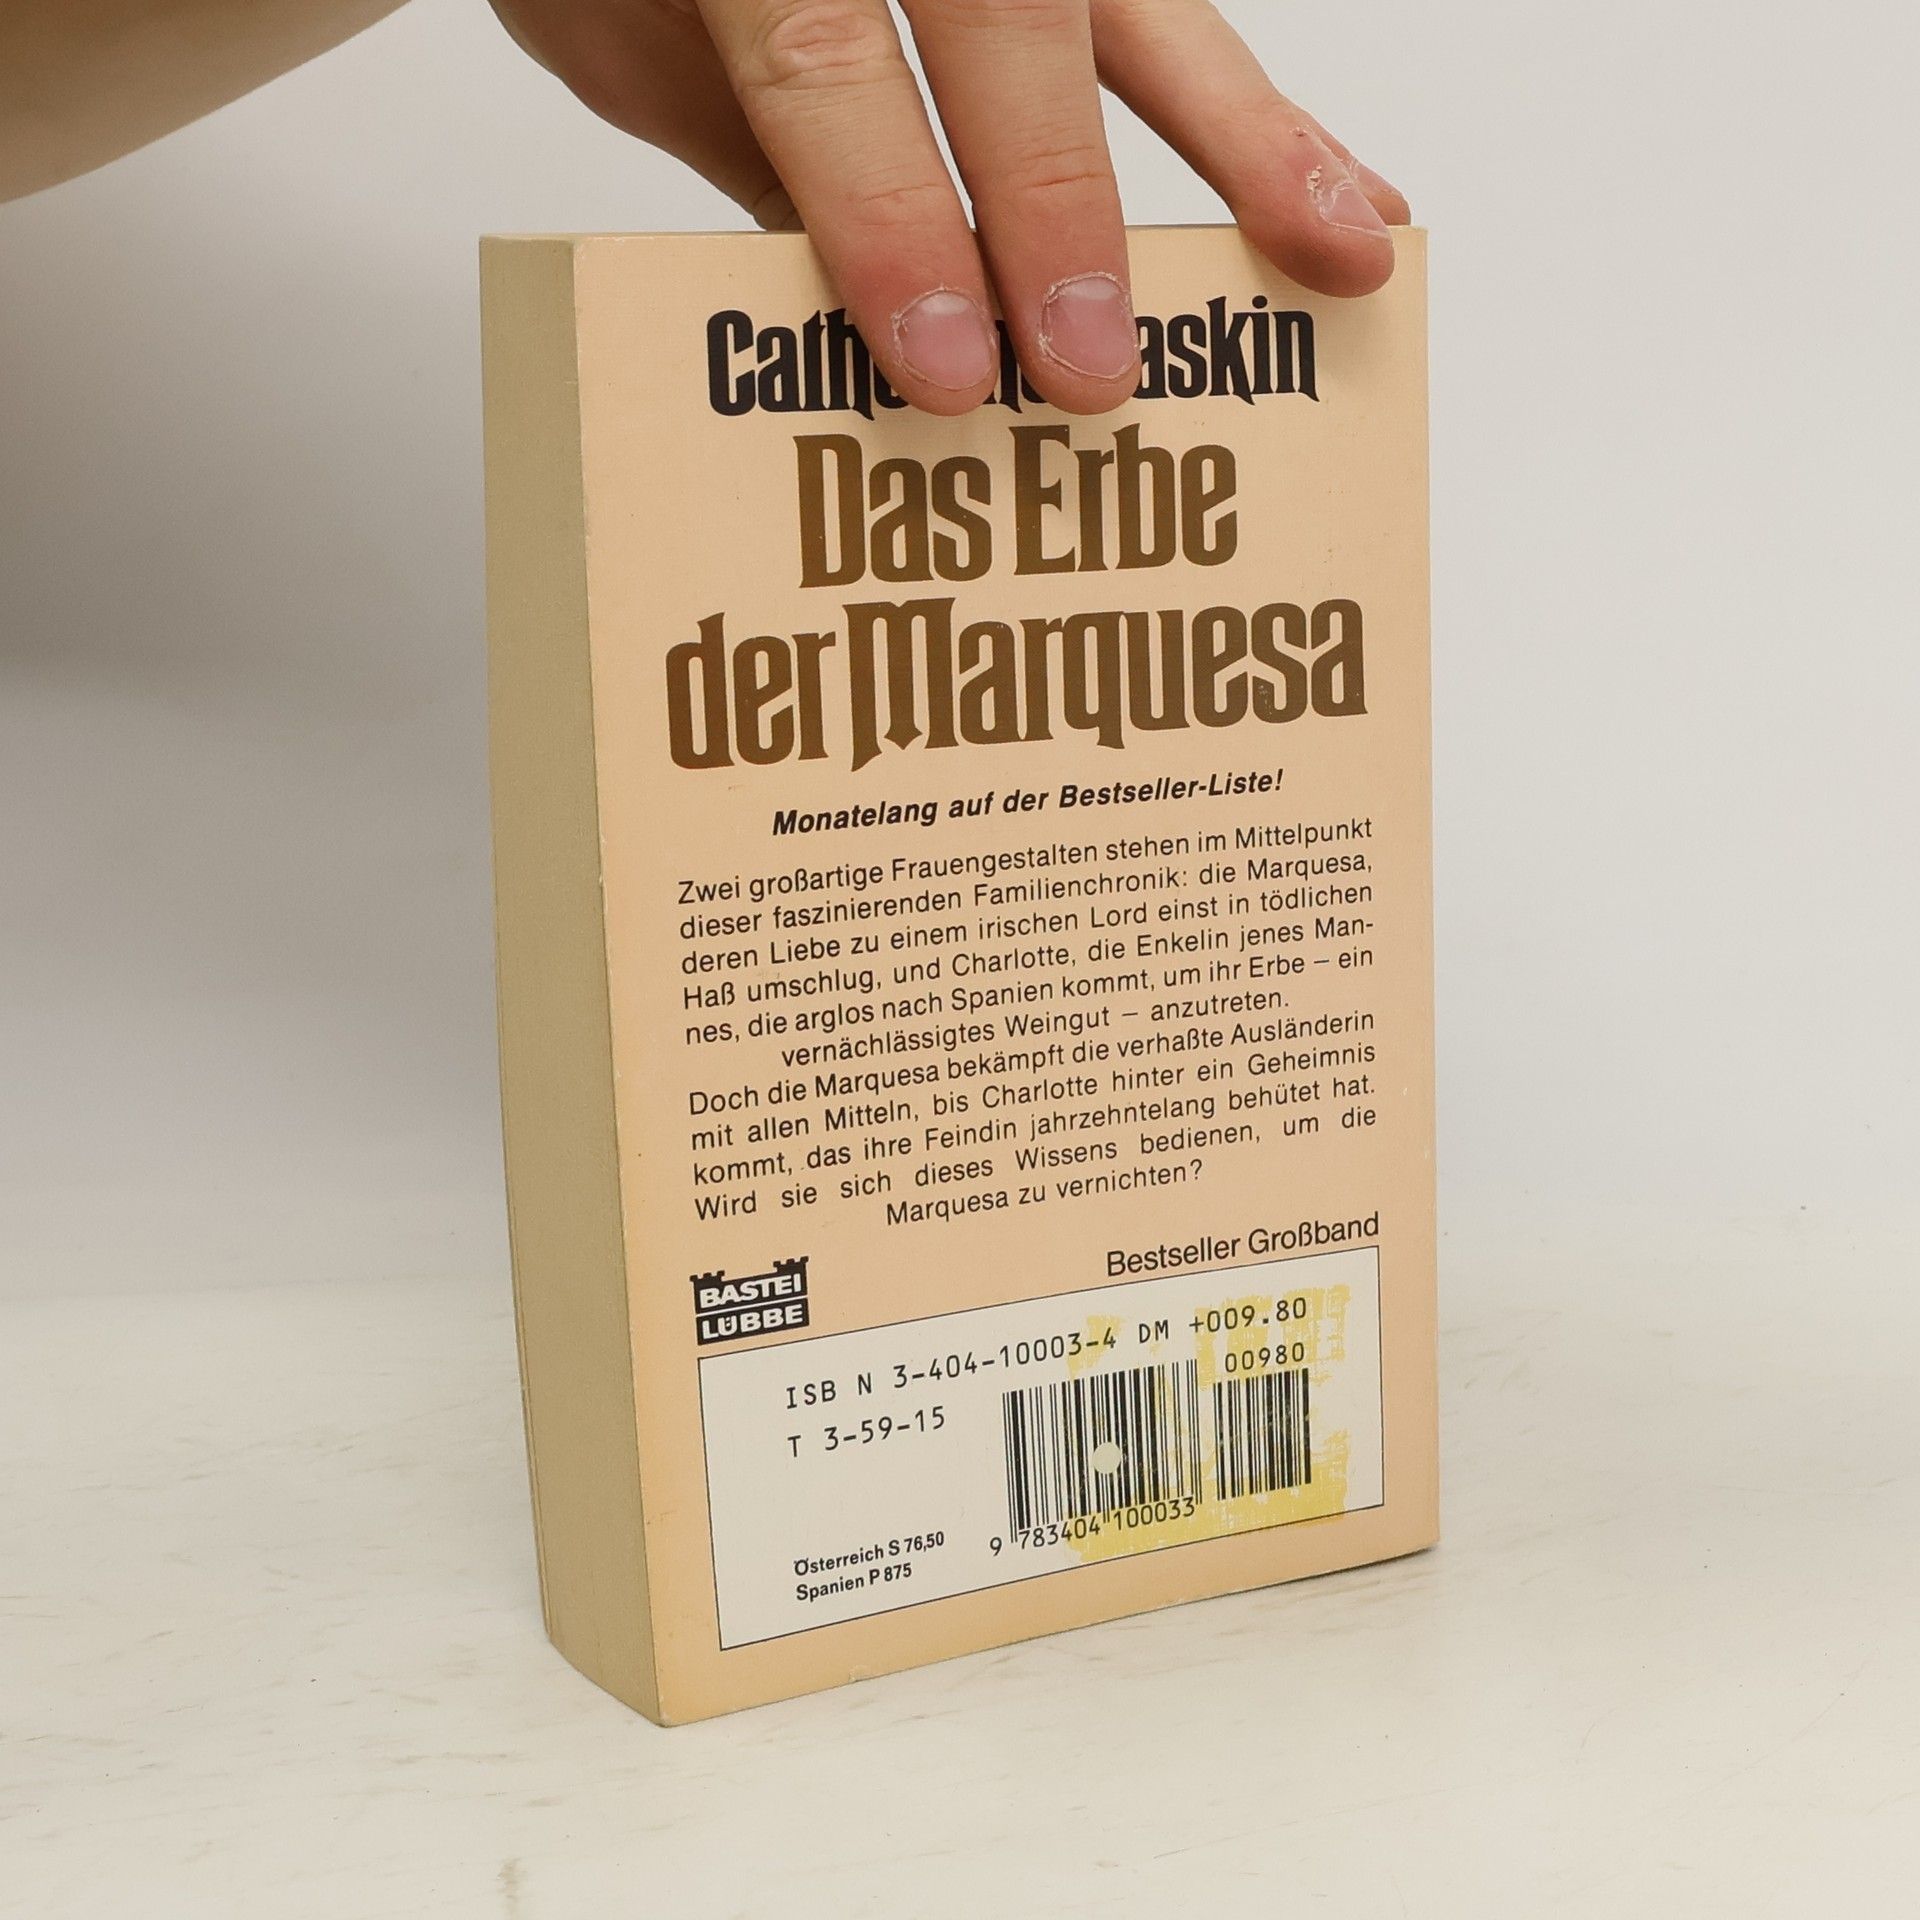 Das Erbe
der Marquesa
Monatelang auf der Bestseller-Liste!
Zwei großartige Frauengestalten stehen im Mittelpunkt
dieser faszinierenden Familienchronik: die Marquesa,
deren Liebe zu einem irischen Lord einst in tödlichen
Haß umschlug, und Charlotte, die Enkelin jenes Man-
nes, die arglos nach Spanien kommt, um ihr Erbe – ein
vernächlässigtes Weingut – anzutreten.
Doch die Marquesa bekämpft die verhaßte Ausländerin
mit allen Mitteln, bis Charlotte hinter ein Geheimnis
kommt, das ihre Feindin jahrzehntelang behütet hat.
Wird sie sich dieses Wissens bedienen, um die
Marquesa zu vernichten?
Bestseller Großband
BASTEI
LÜBBE
ISB N 3-404-10003-4 DM +009.80
00980
T 3-59-15
9 783404 100033
Österreich S 76,50
Spanien P 875